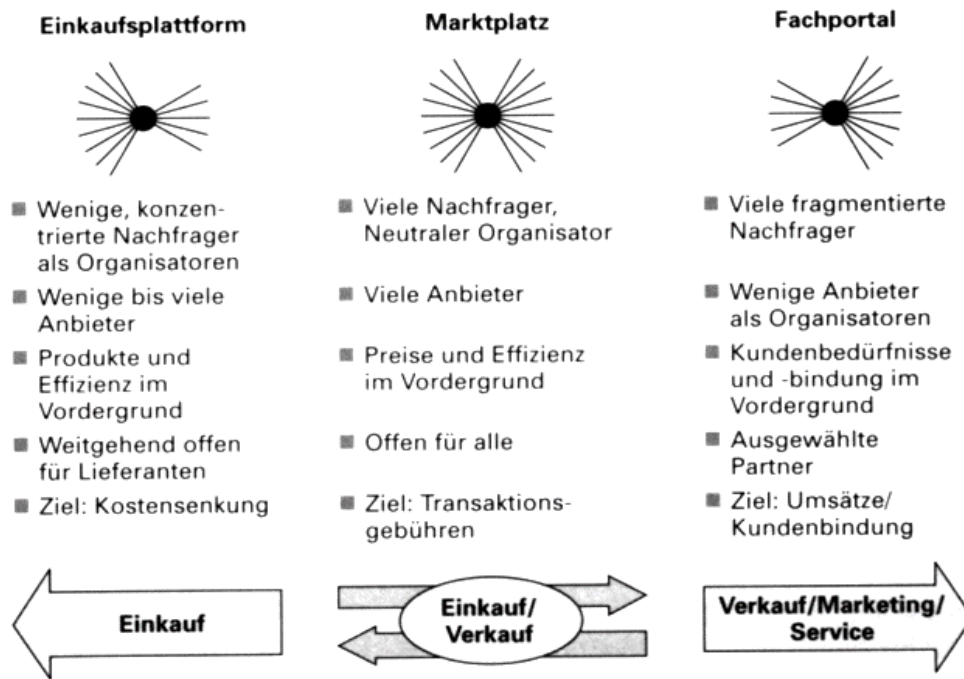 Einkaufsplattform
Wenige, konzen-
trierte Nachfrager
als Organisatoren
Wenige bis viele
Anbieter
Produkte und
Effizienz im
Vordergrund
Weitgehend offen
für Lieferanten
Ziel: Kostensenkung
Einkauf
Marktplatz
Viele Nachfrager,
Neutraler Organisator
Viele Anbieter
Preise und Effizienz
im Vordergrund
Offen für alle
Ziel: Transaktions-
gebühren
Einkauf/
Verkauf
Fachportal
Viele fragmentierte
Nachfrager
Wenige Anbieter
als Organisatoren
Kundenbedürfnisse
und -bindung im
Vordergrund
Ausgewählte
Partner
Ziel: Umsätze/
Kundenbindung
Verkauf/Marketing/
Service